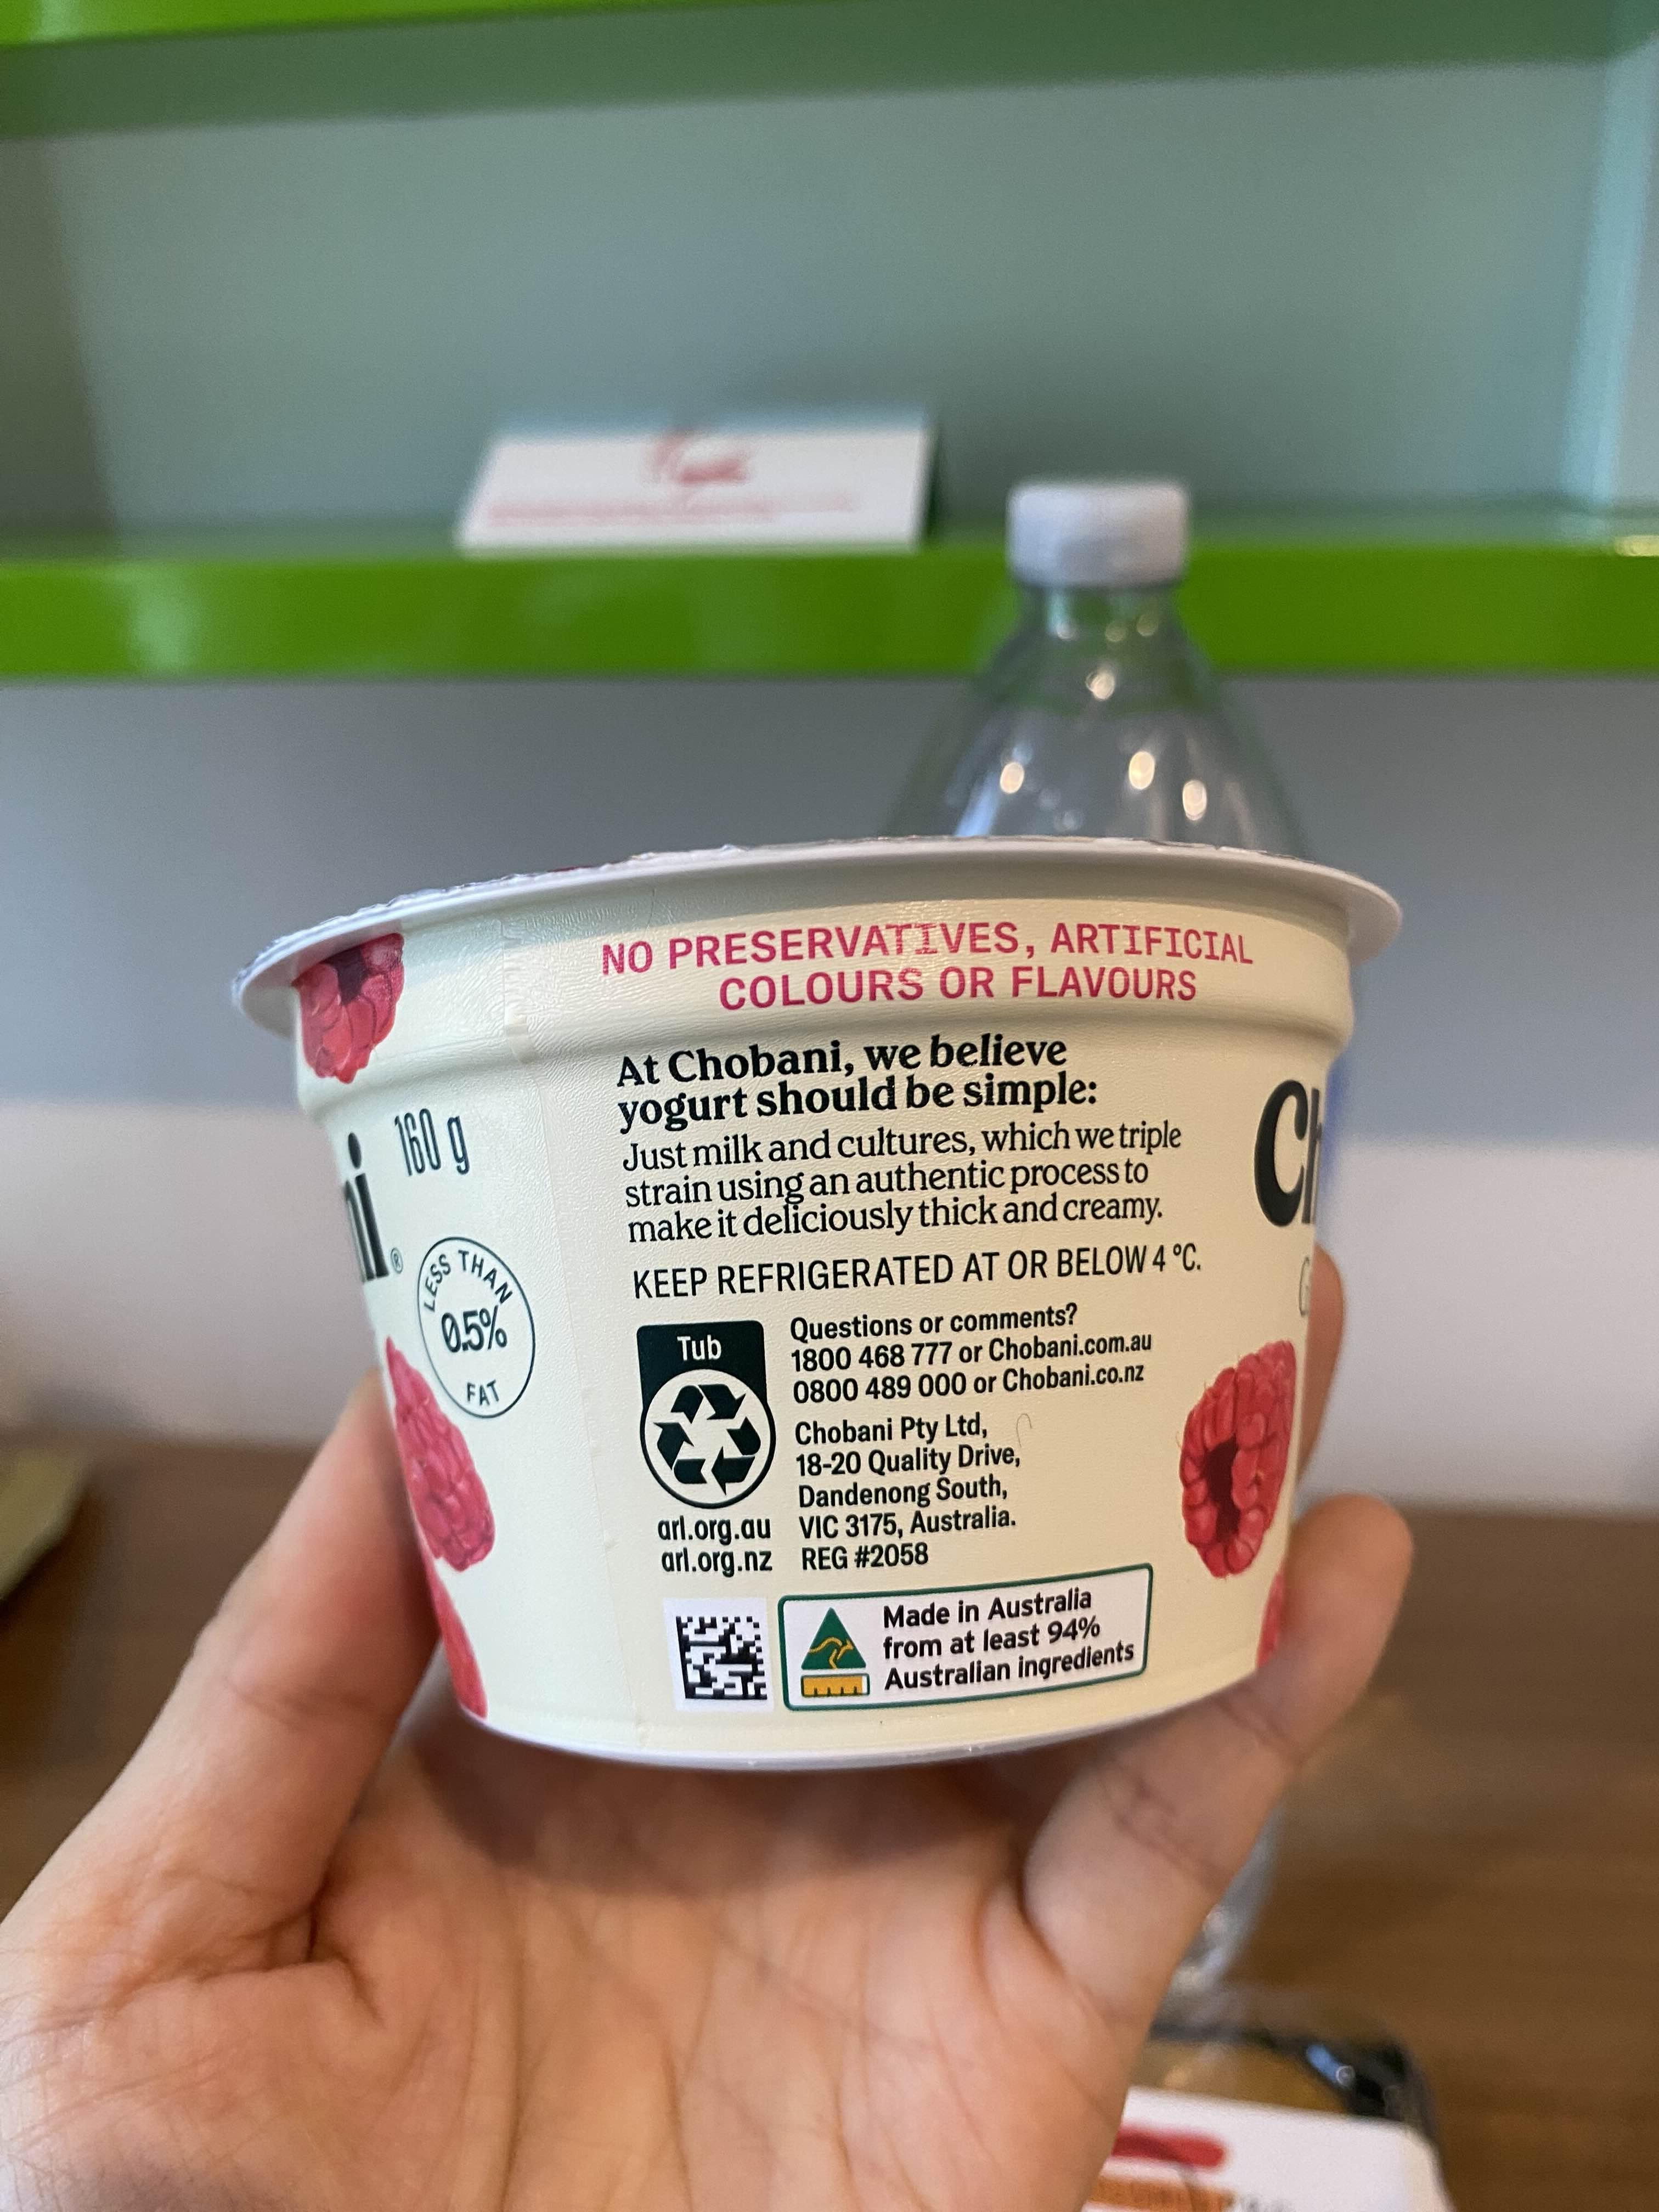 NO PRESERVATIVES, ARTIFICIAL
COLOURS OR FLAVOURS
At Chobani, we believe
yogurt should be simple:
Just milk and cultures, which we triple
strain using an authentic process to
make it deliciously thick and creamy.
KEEP REFRIGERATED AT OR BELOW 4 °C.
Tub
arl.org.au
arl.org.nz
Questions or comments?
1800 468 777 or Chobani.com.au
0800 489 000 or Chobani.co.nz
Chobani Pty Ltd,
18-20 Quality Drive,
Dandenong South,
VIC 3175, Australia.
REG #2058
Made in Australia
from at least 94%
Australian ingredients
160 g
ni®
LESS THAN
0.5%
FAT
Ch
G